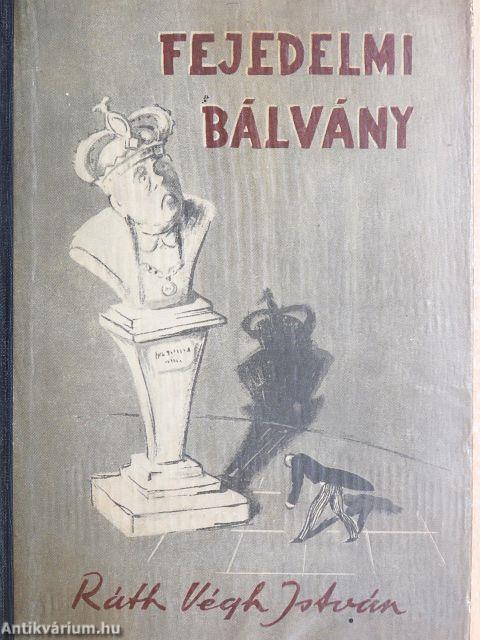 FEJEDELMI
BÁLVÁNY
Ráth Végh István
Antikvárium.hu